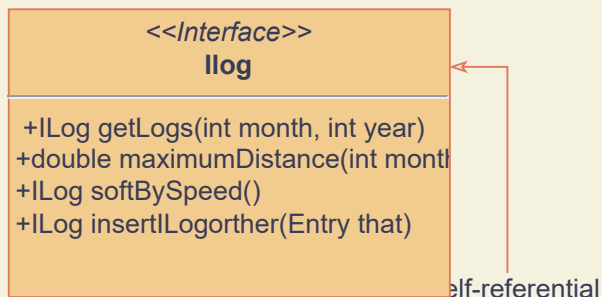 <<Interface>>
Ilog
+ILog getLogs(int month, int year)
+double maximumDistance(int month
+ILog softBySpeed()
+ILog insertILogorther(Entry that)
elf-referential